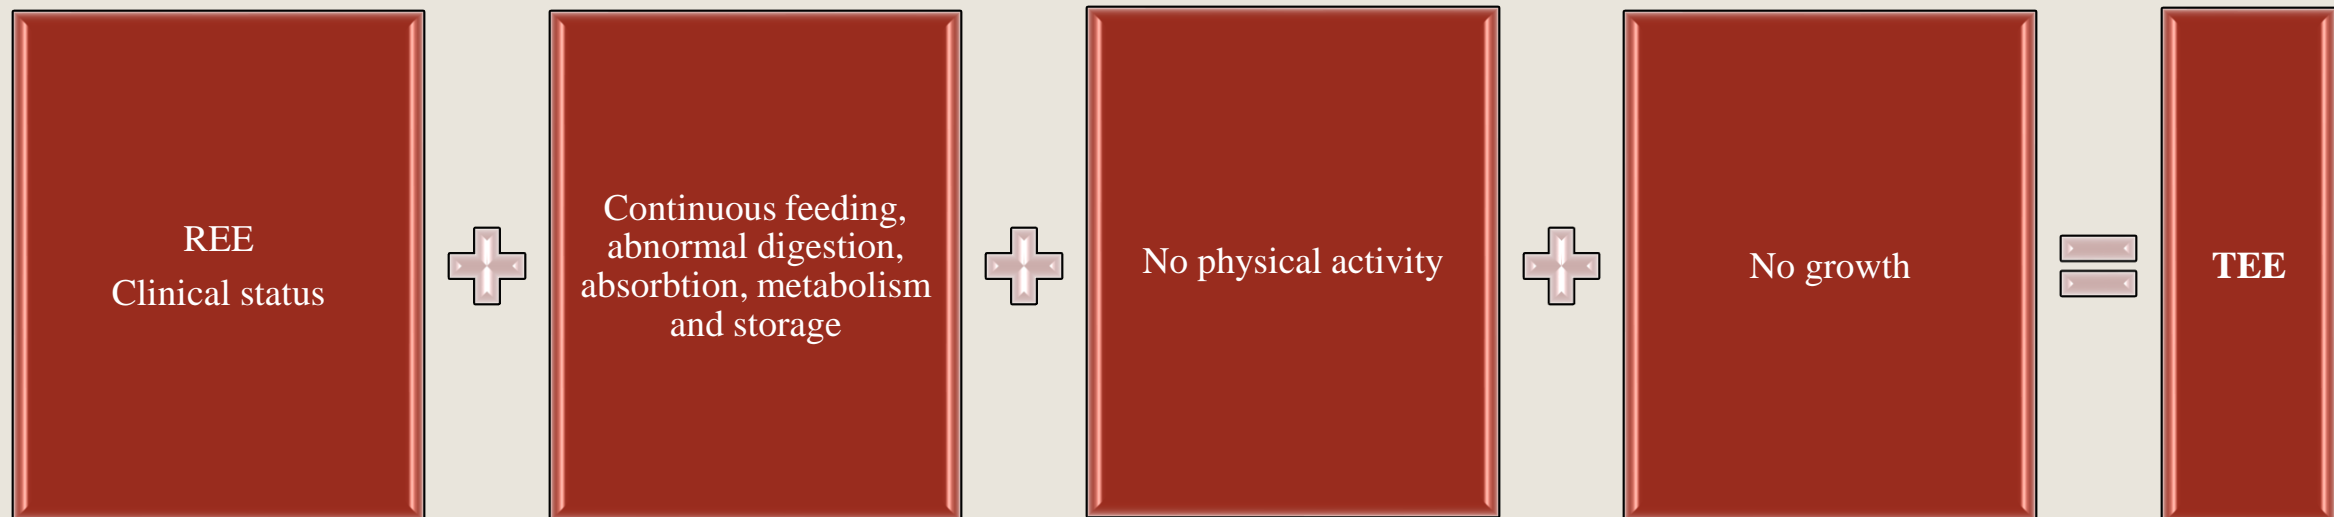 REE
Clinical status
Continuous feeding,
abnormal digestion,
absorbtion, metabolism
and storage
No physical activity
No growth
TEE